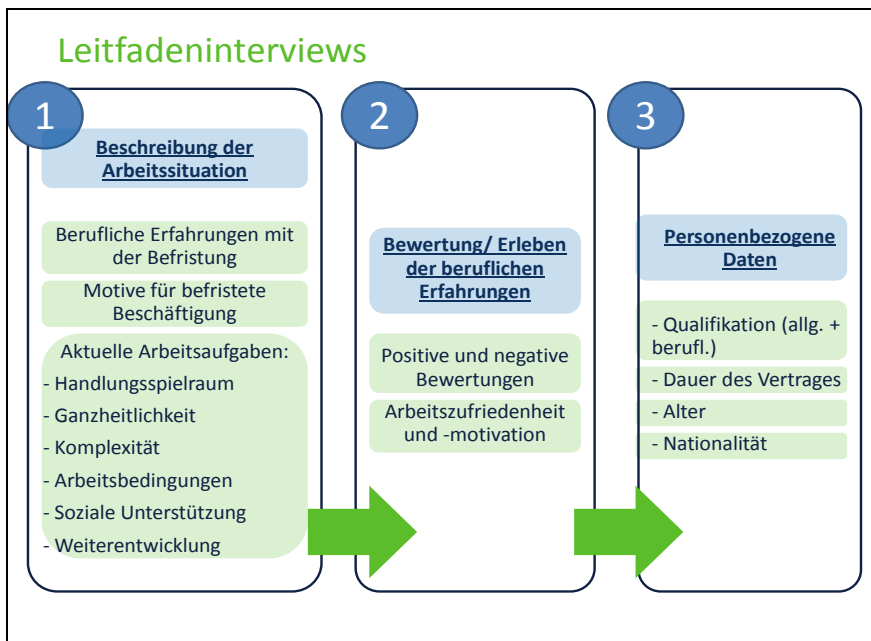 Leitfadeninterviews
1
Beschreibung der
Arbeitssituation
Berufliche Erfahrungen mit
der Befristung
Motive für befristete
Beschäftigung
Aktuelle Arbeitsaufgaben:
- Handlungsspielraum
- Ganzheitlichkeit
- Komplexität
- Arbeitsbedingungen
- Soziale Unterstützung
- Weiterentwicklung
2
Bewertung/ Erleben
der beruflichen
Erfahrungen
Positive und negative
Bewertungen
Arbeitszufriedenheit
und -motivation
3
Personenbezogene
Daten
- Qualifikation (allg. +
berufl.)
- Dauer des Vertrages
- Alter
- Nationalität